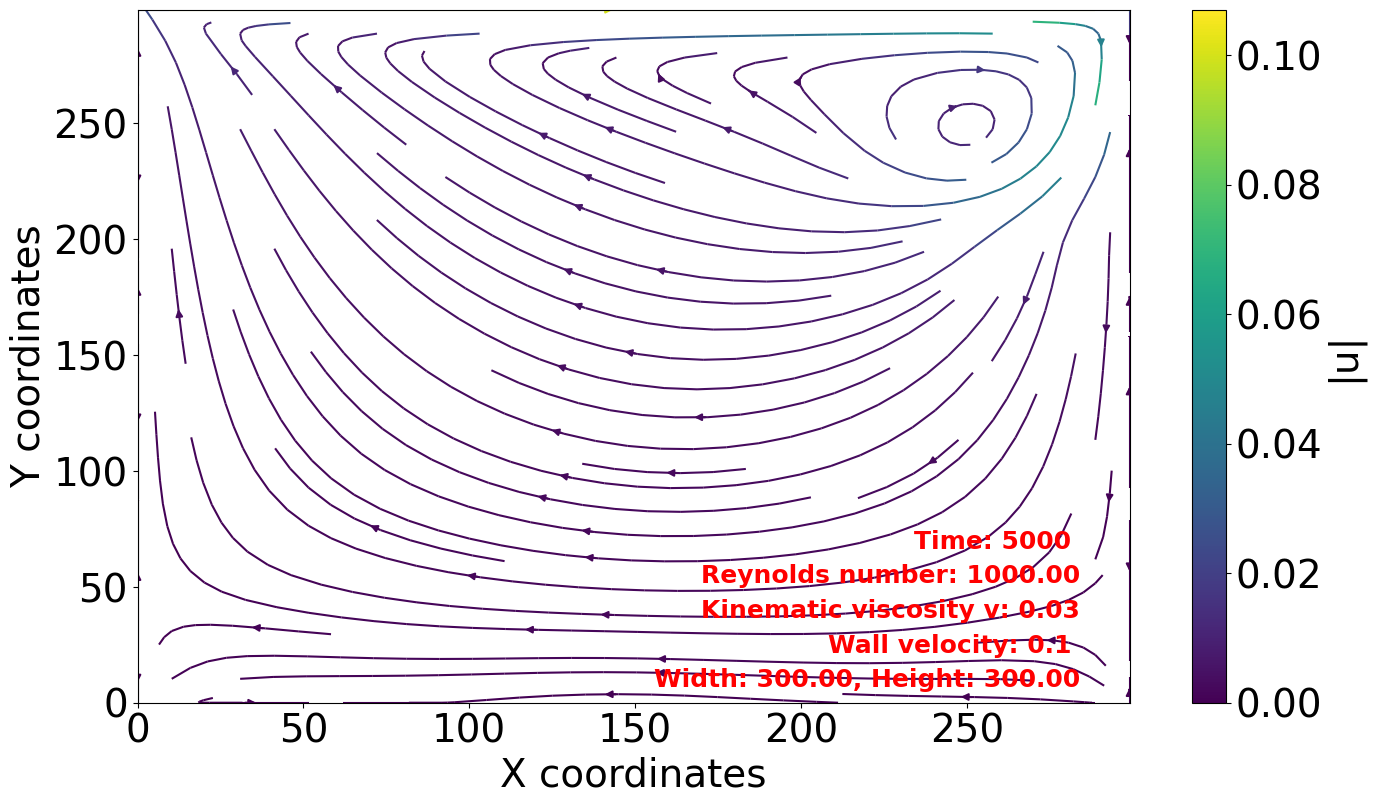 0.10
250
0.08
200
Y coordinates
0.06
150
|u|
0.04
100
Time: 5000
Reynolds number: 1000.00
50
Kinematic viscosity v: 0.03
0.02
Wall velocity: 0.1
Width: 300.00, Height: 300.00
0
0.00
0 50 100 150 200 250
X coordinates